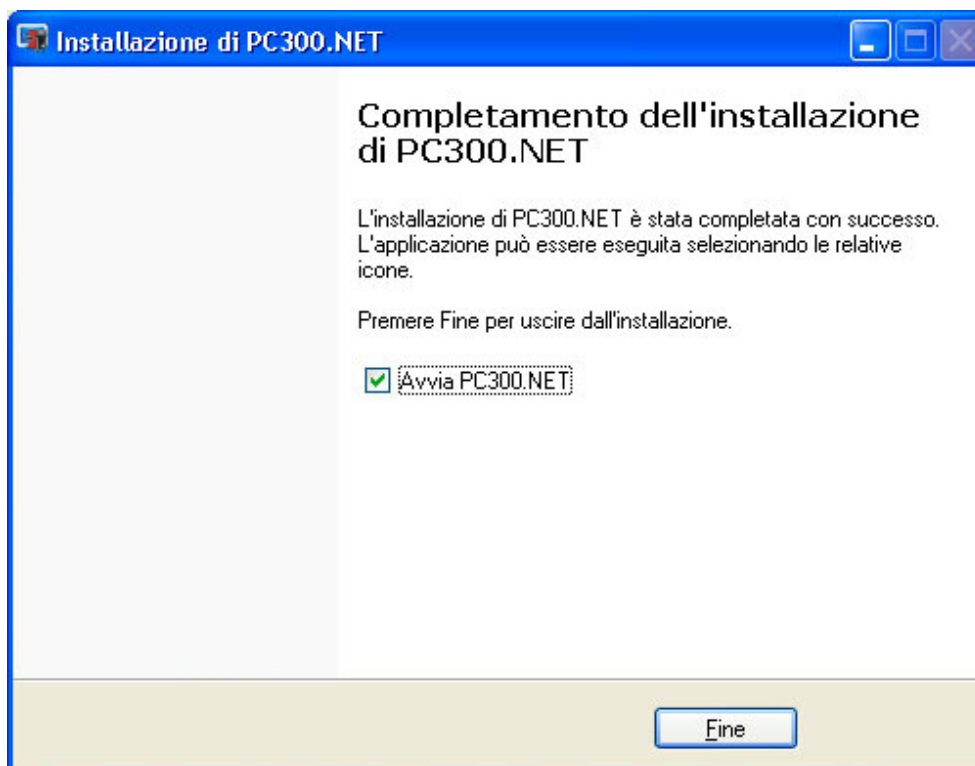 Installazione di PC300.NET
Completamento dell'installazione
di PC300.NET
L'installazione di PC300.NET è stata completata con successo.
L'applicazione può essere eseguita selezionando le relative
icone.
Premere Fine per uscire dall'installazione.
Avvia PC300.NET
Fine